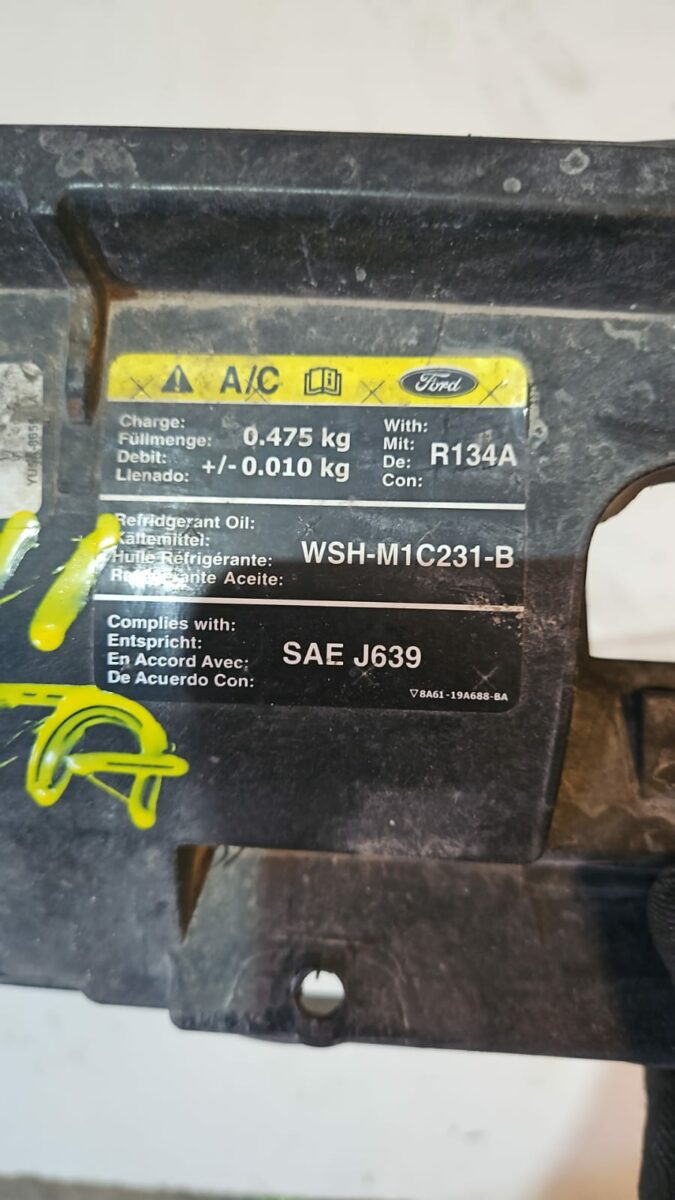 A/C
Ford
Charge:
Füllmenge:
Debit:
Llenado:
0.475 kg
+/- 0.010 kg
With:
Mit:
De:
Con:
R134A
Refridgerant Oil:
Kältemittel:
Huile Réfrigérante:
Aceite:
WSH-M1C231-B
Complies with:
Entspricht:
En Accord Avec:
De Acuerdo Con:
SAE J639
8A61-19A688-BA